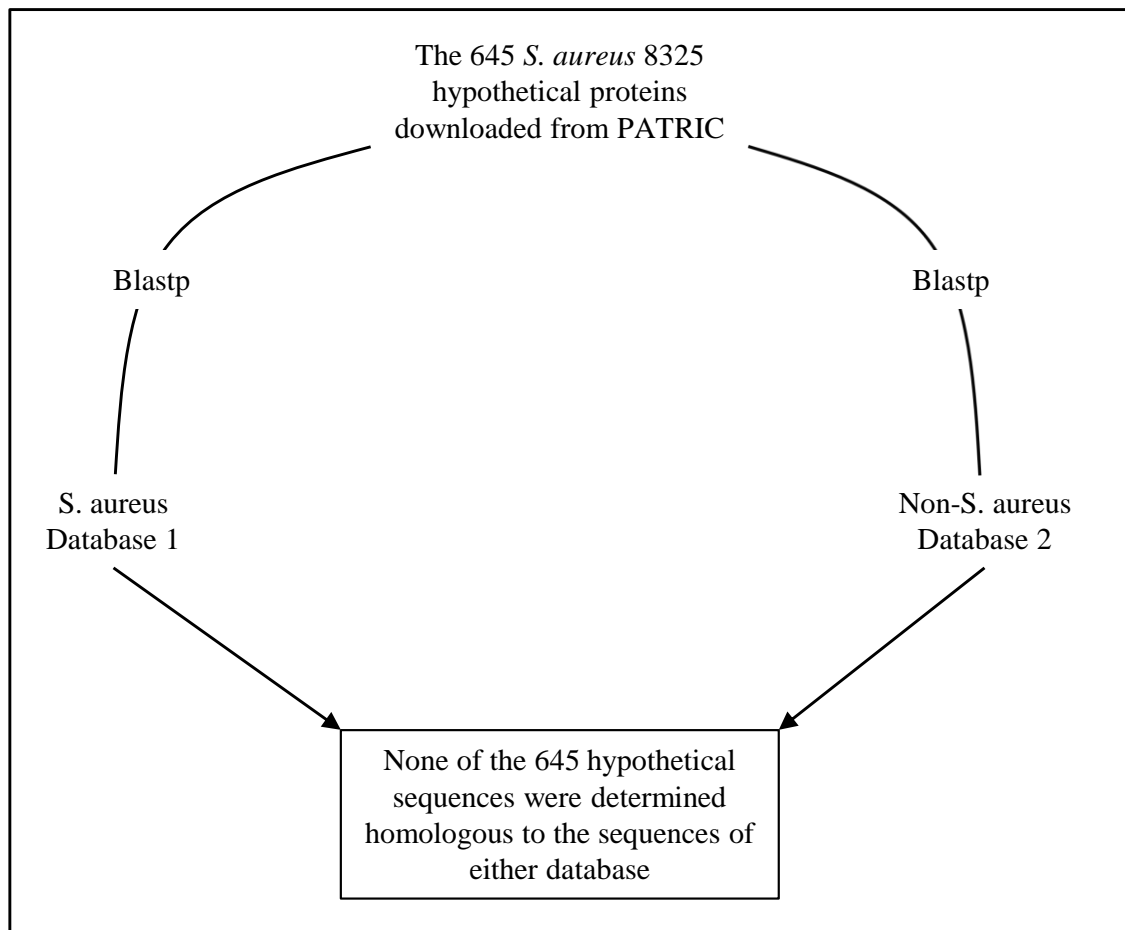 The 645 S. aureus 8325
hypothetical proteins
downloaded from PATRIC
Blastp
Blastp
S. aureus
Database 1
Non-S. aureus
Database 2
None of the 645 hypothetical
sequences were determined
homologous to the sequences of
either database